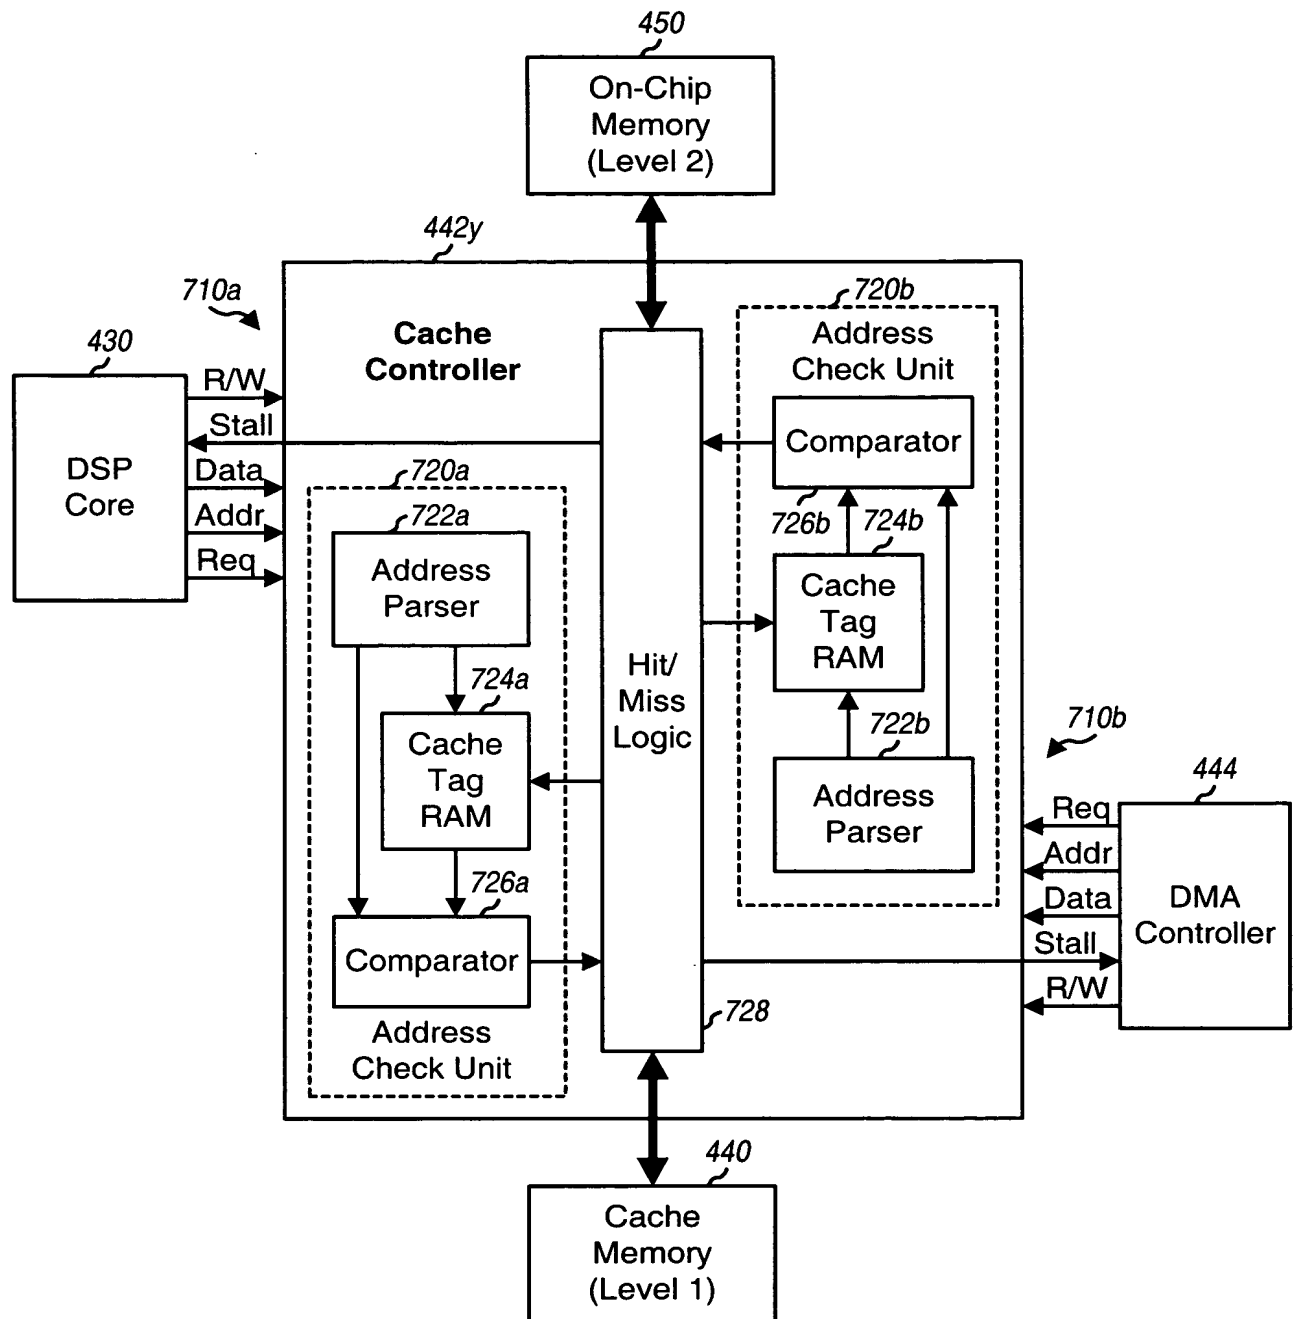 450
On-Chip
Memory
(Level 2)
442y
710a
720b
Cache
Controller
Address
Check Unit
430
R/W
Stall
Data
Addr
Req
DSP
Core
720a
722a
Address
Parser
724a
Cache
Tag
RAM
726a
Comparator
Address
Check Unit
Hit/
Miss
Logic
728
Comparator
726b
724b
Cache
Tag
RAM
722b
Address
Parser
710b
444
Req
Addr
Data
Stall
R/W
DMA
Controller
440
Cache
Memory
(Level 1)